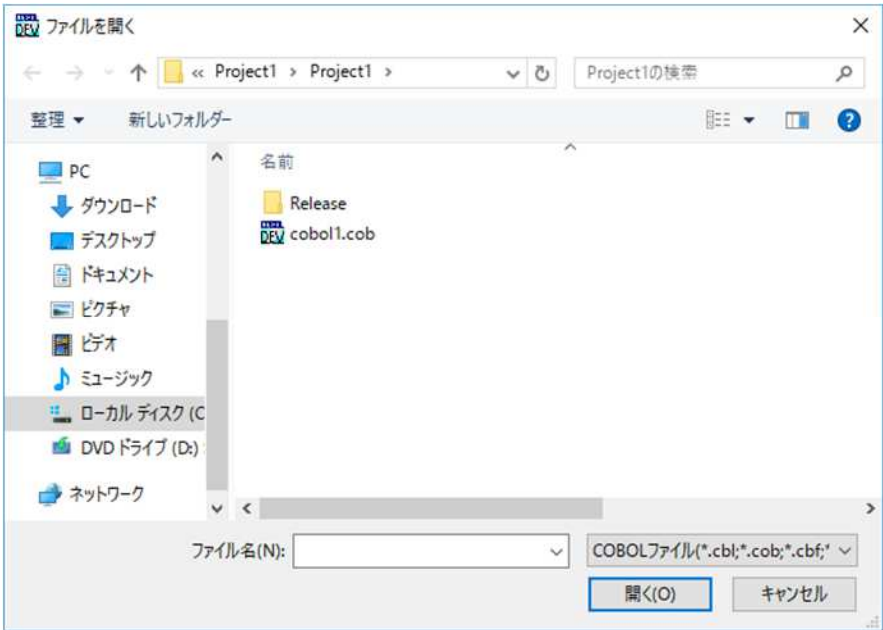 ファイルを開く
« Project1 › Project1 ›
Project1の検索
整理
新しいフォルダー
名前
PC
ダウンロード
デスクトップ
ドキュメント
ピクチャ
ビデオ
ミュージック
ローカル ディスク (C
DVD ドライブ (D:)
ネットワーク
Release
DEV cobol1.cob
ファイル名(N):
COBOLファイル(*.cbl;*.cob;*.cbf;*
開く(O)
キャンセル